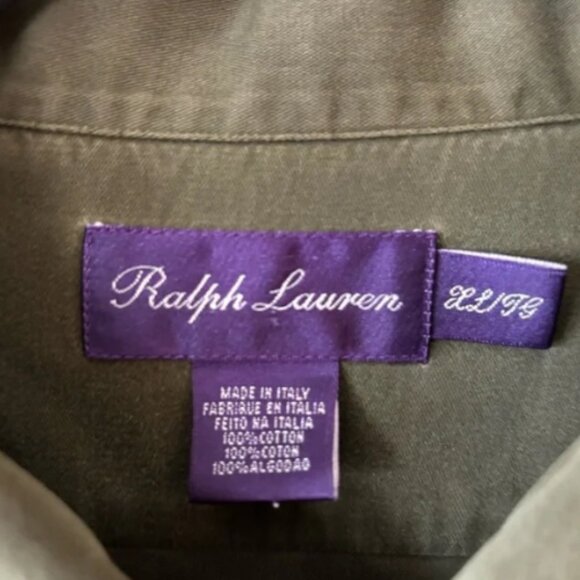 Ralph Lauren
XL/TG
MADE IN ITALY
FABRIQUE EN ITALIA
FEITO NA ITALIA
100%COTTON
100%COTON
100%ALGODAO